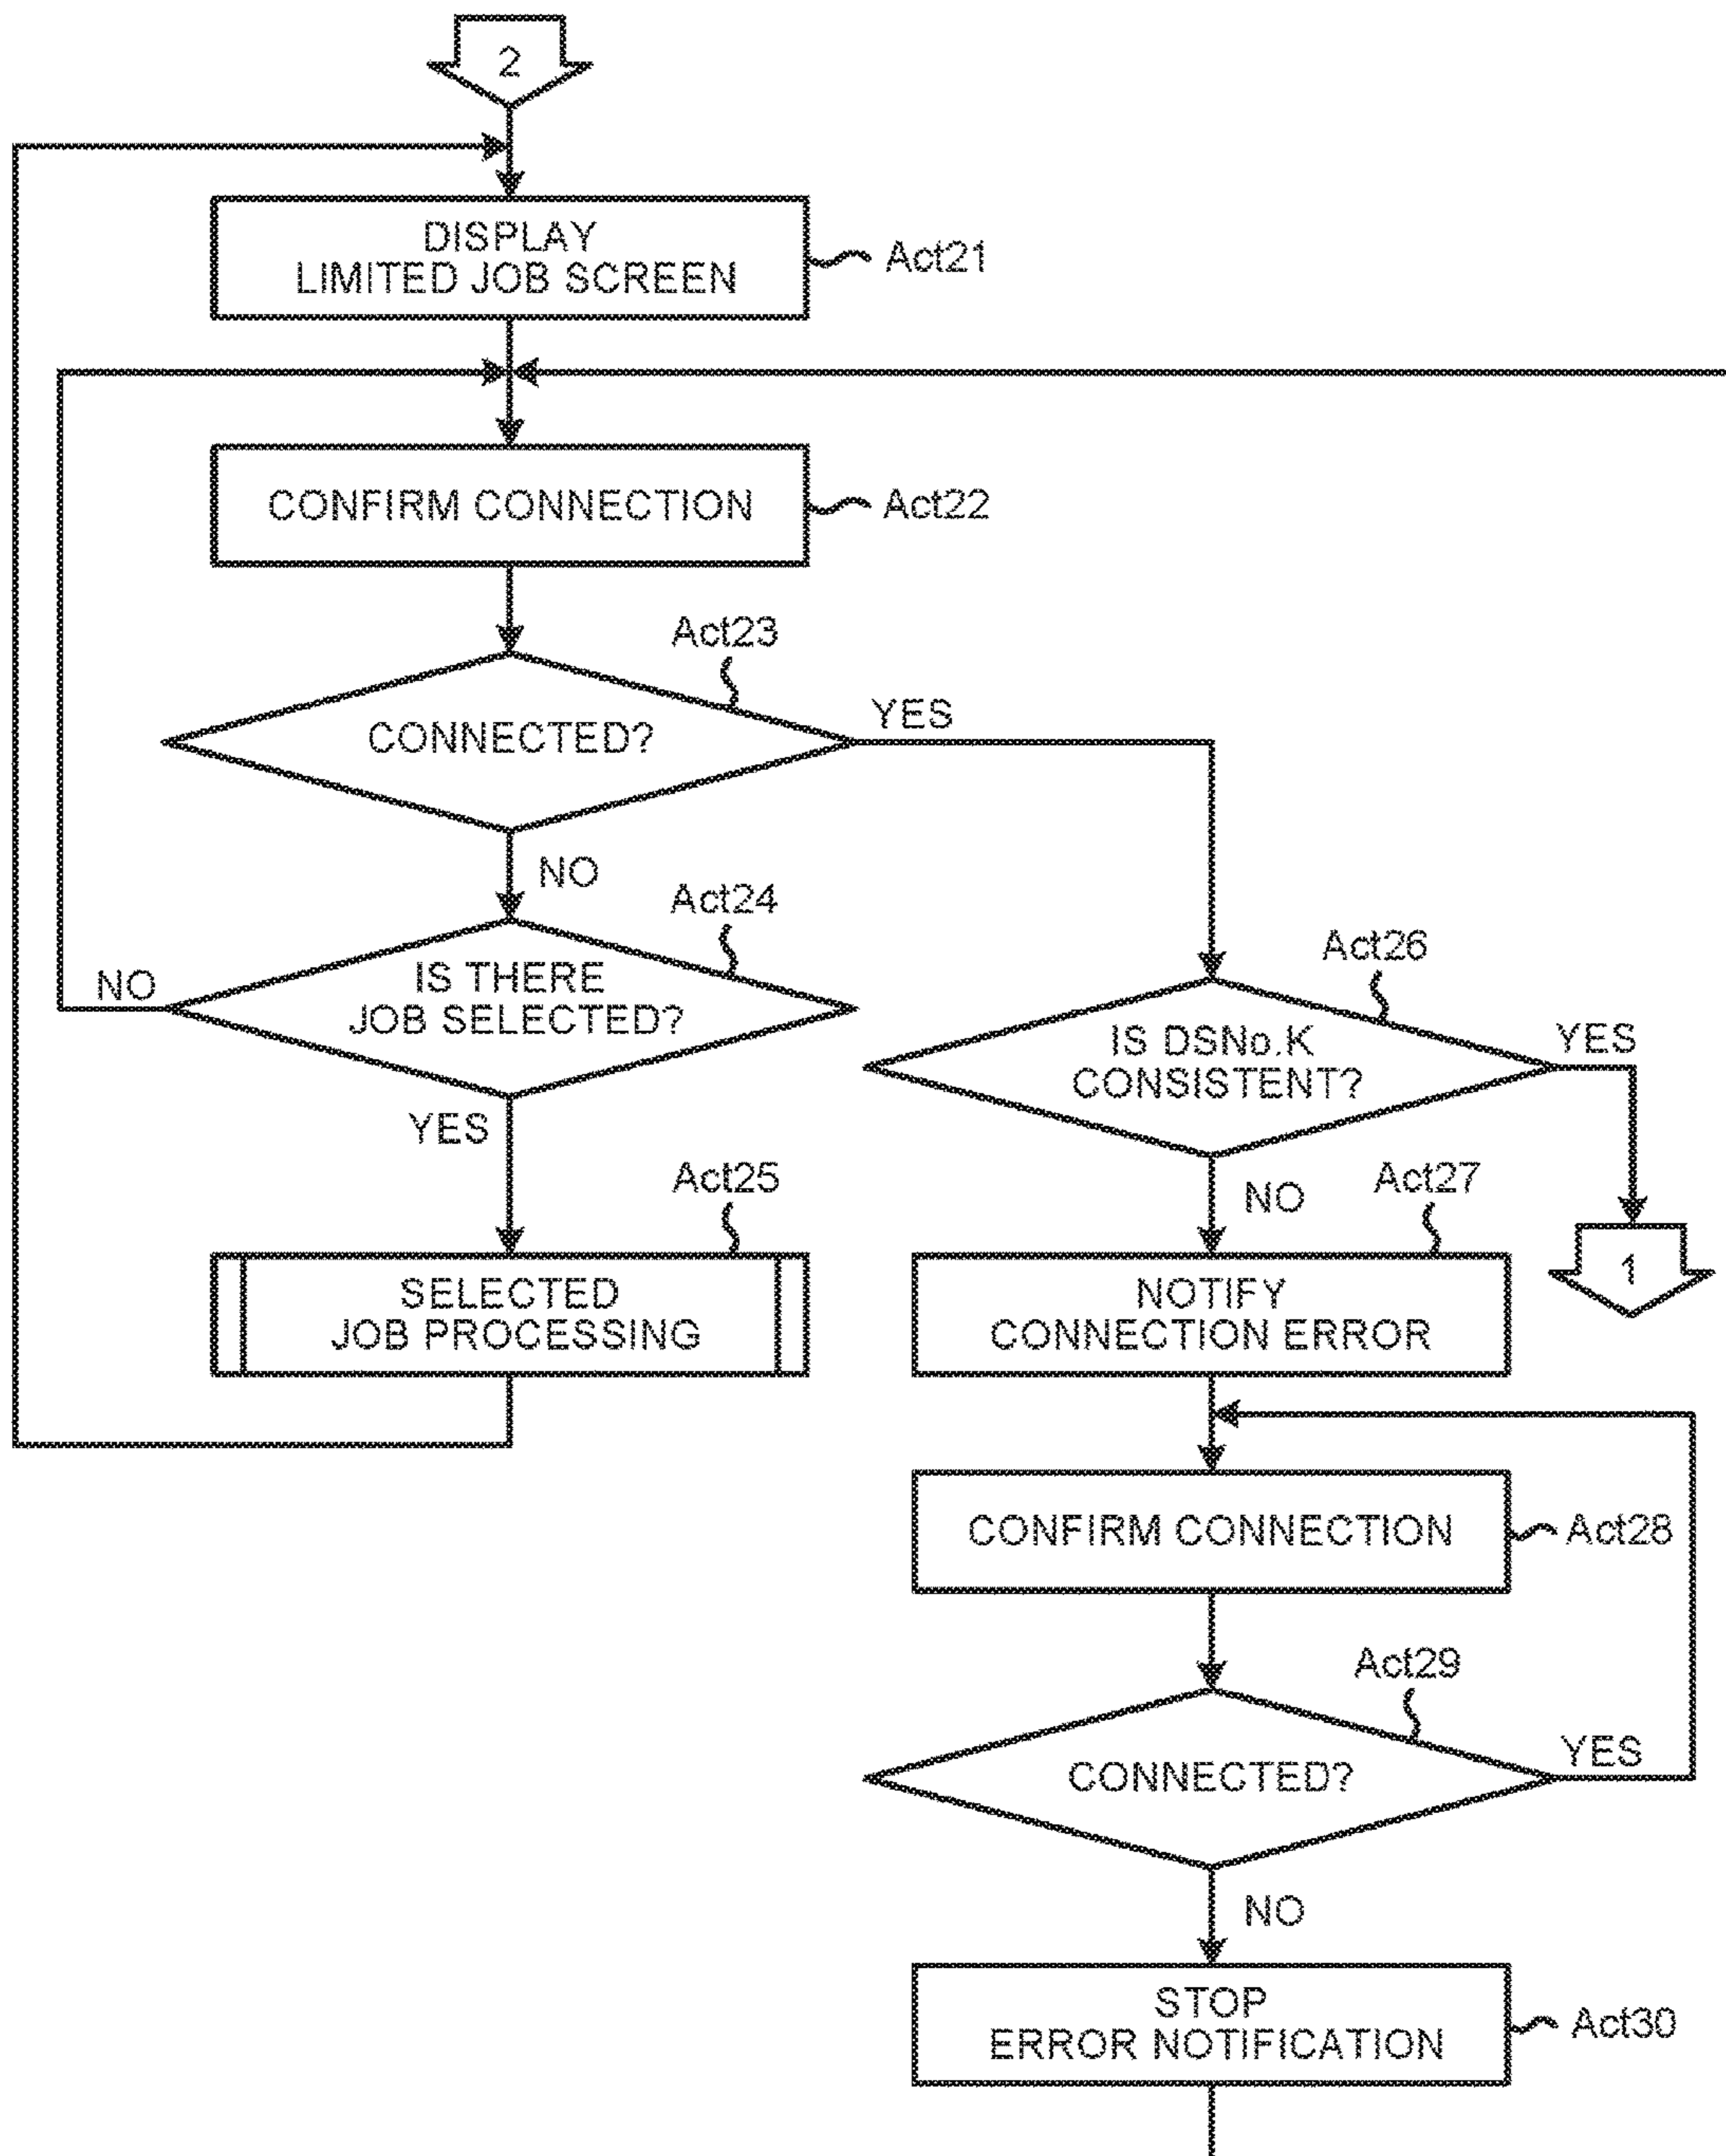 2
DISPLAY
LIMITED JOB SCREEN
Act21
CONFIRM CONNECTION
Act22
Act23
CONNECTED?
YES
NO
Act24
IS THERE
JOB SELECTED?
NO
YES
Act25
SELECTED
JOB PROCESSING
Act26
IS DSNo.K
CONSISTENT?
YES
1
NO
Act27
NOTIFY
CONNECTION ERROR
CONFIRM CONNECTION
Act28
Act29
CONNECTED?
YES
NO
STOP
ERROR NOTIFICATION
Act30